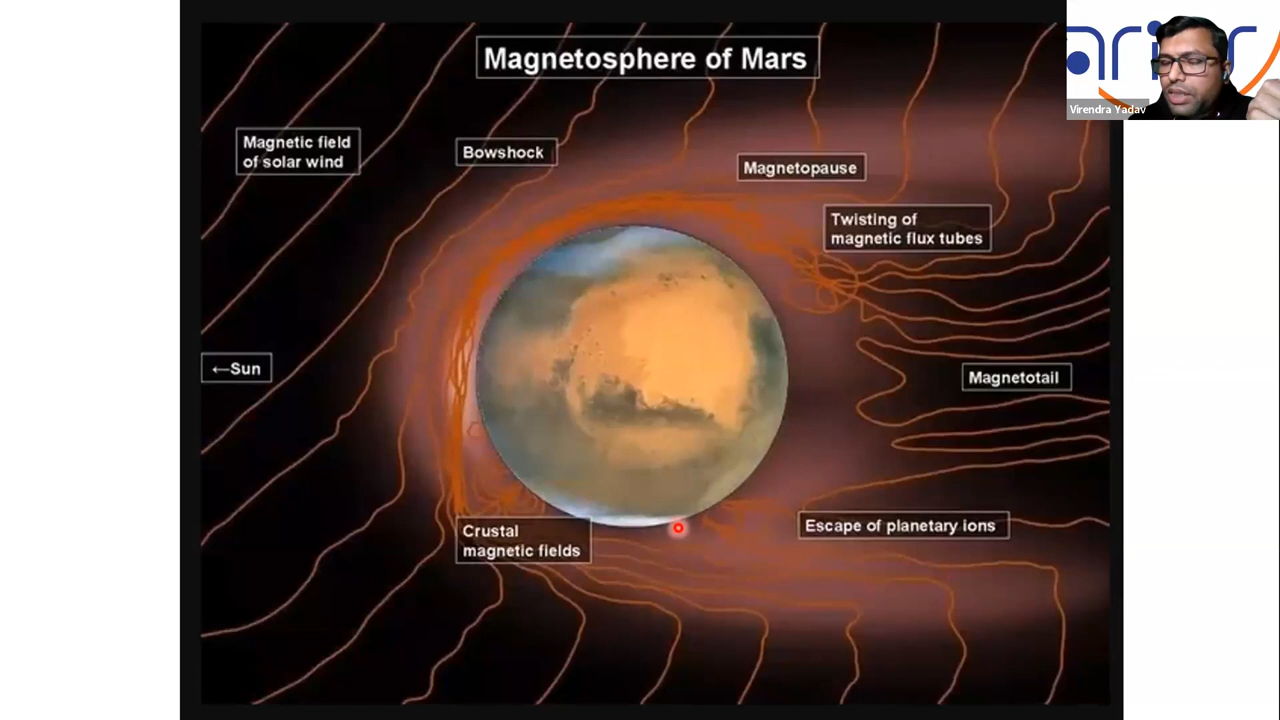 Magnetosphere of Mars
Magnetic field
of solar wind
Bowshock
Magnetopause
Twisting of
magnetic flux tubes
←Sun
Magnetotail
Crustal
magnetic fields
Escape of planetary ions
Virendra Yadav